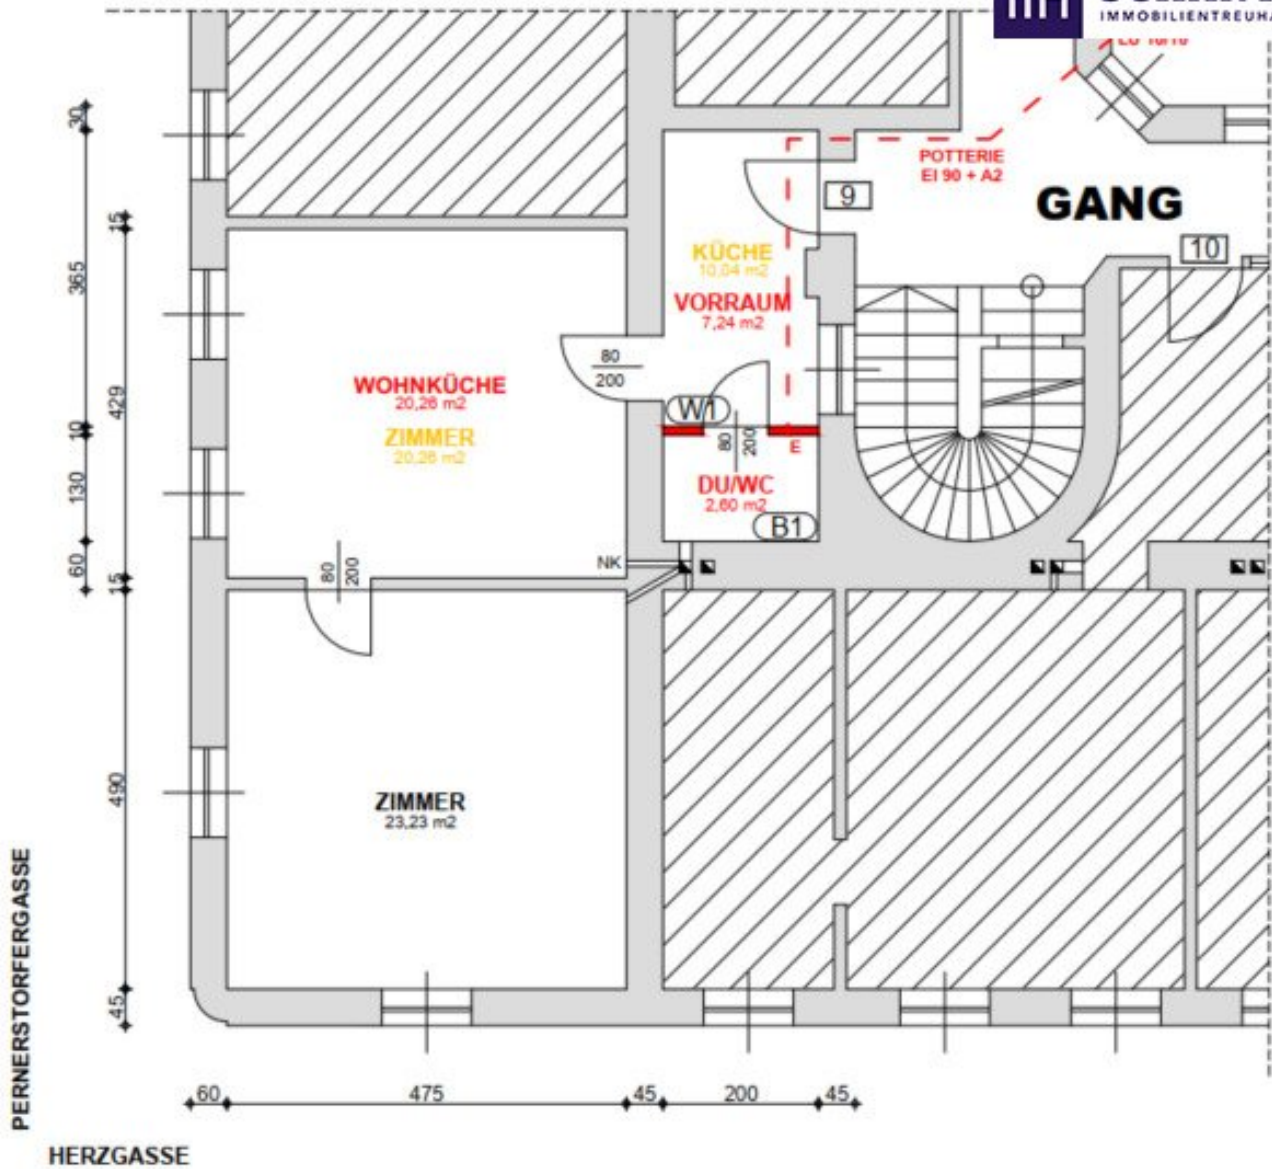 IMMOBILIENTREUHA
POTTERIE
EI 90 + A2
GANG
9
10
KÜCHE
10,04 m2
VORRAUM
7,24 m2
WOHNKÜCHE
20,26 m2
ZIMMER
20,26 m2
80
200
W1
80
200
E
DU/WC
2,60 m2
B1
NK
80
200
ZIMMER
23,23 m2
30
15
365
429
10
130
60
15
490
45
60
475
45
200
45
PERNERSTORFERGASSE
HERZGASSE